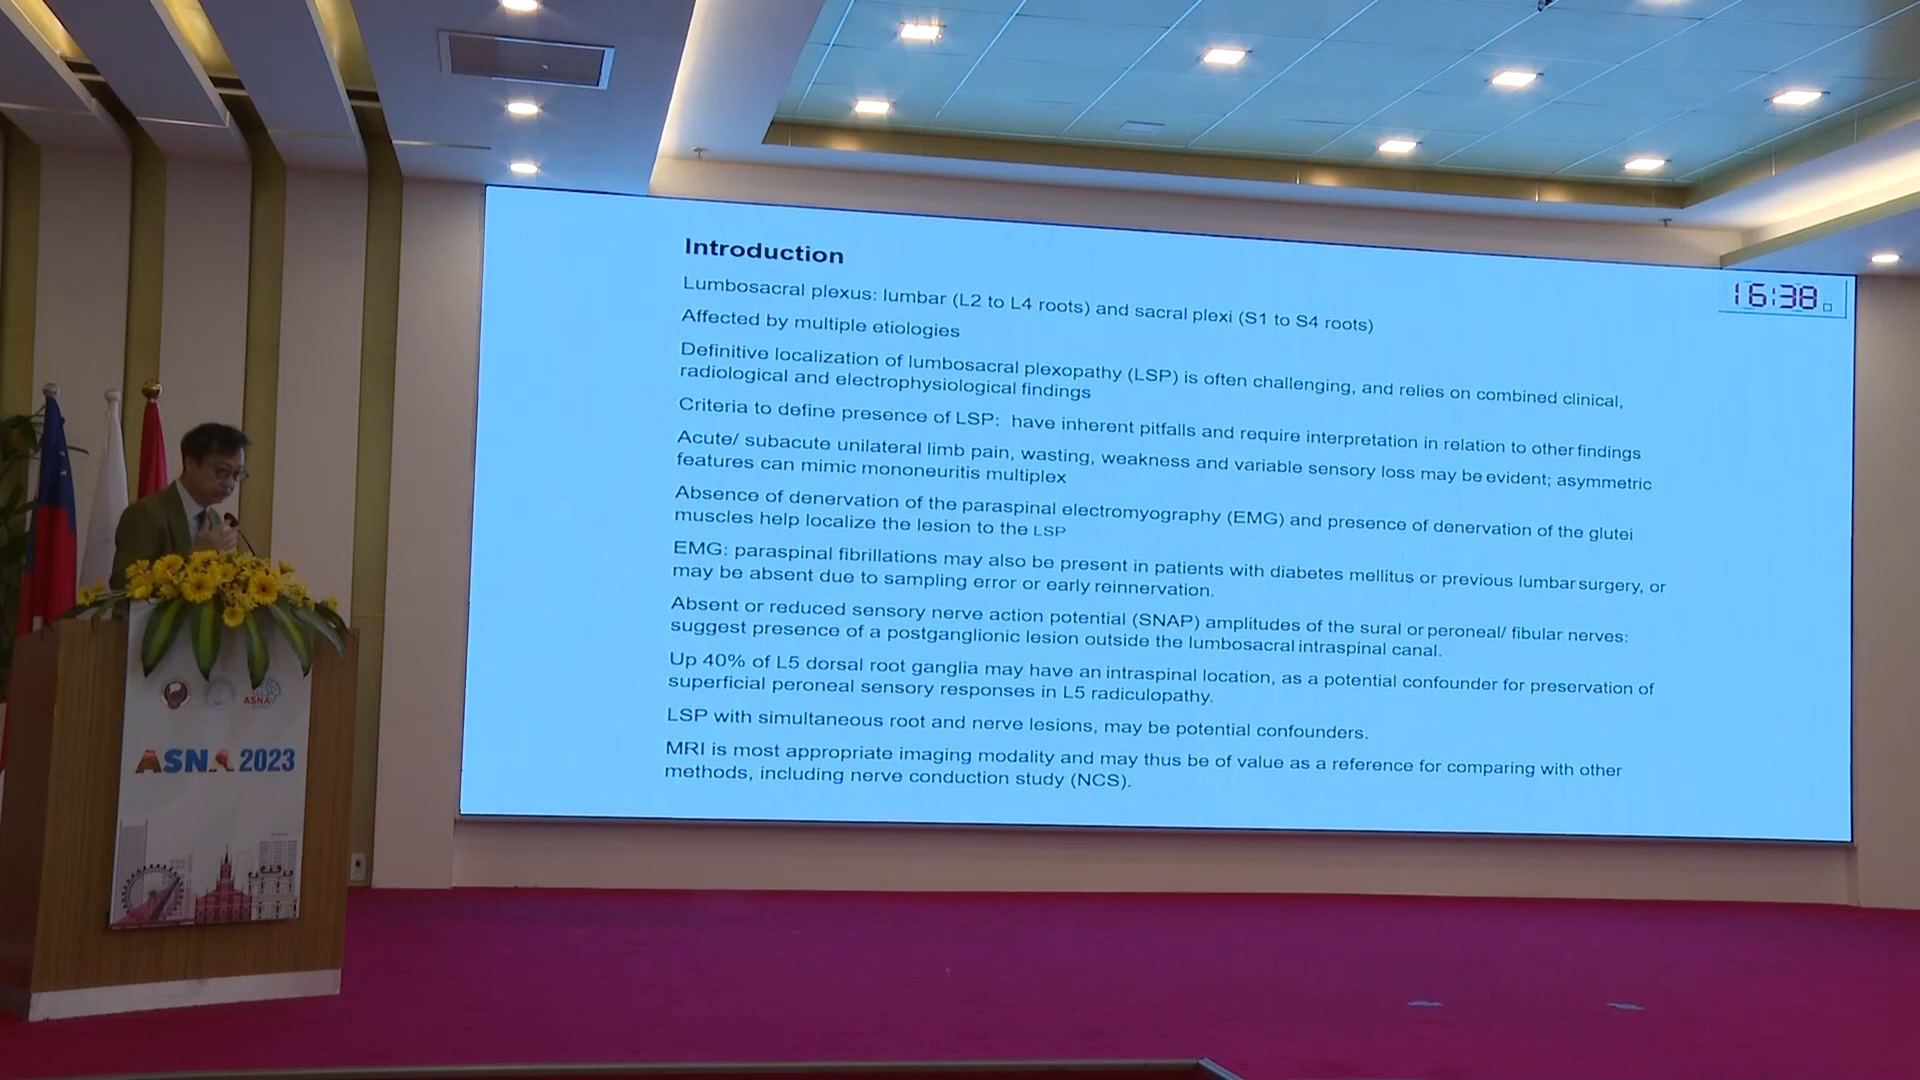 Introduction
Lumbosacral plexus: lumbar (L2 to L4 roots) and sacral plexi (S1 to S4 roots)
Affected by multiple etiologies
Definitive localization of lumbosacral plexopathy (LSP) is often challenging, and relies on combined clinical,
radiological and electrophysiological findings
Criteria to define presence of LSP: have inherent pitfalls and require interpretation in relation to other findings
Acute/ subacute unilateral limb pain, wasting, weakness and variable sensory loss may be evident; asymmetric
features can mimic mononeuritis multiplex
Absence of denervation of the paraspinal electromyography (EMG) and presence of denervation of the glutei
muscles help localize the lesion to the LSP
EMG: paraspinal fibrillations may also be present in patients with diabetes mellitus or previous lumbar surgery, or
may be absent due to sampling error or early reinnervation.
Absent or reduced sensory nerve action potential (SNAP) amplitudes of the sural or peroneal/ fibular nerves:
suggest presence of a postganglionic lesion outside the lumbosacral intraspinal canal.
Up 40% of L5 dorsal root ganglia may have an intraspinal location, as a potential confounder for preservation of
superficial peroneal sensory responses in L5 radiculopathy.
LSP with simultaneous root and nerve lesions, may be potential confounders.
MRI is most appropriate imaging modality and may thus be of value as a reference for comparing with other
methods, including nerve conduction study (NCS).
16:38
ASNA
ASNA 2023